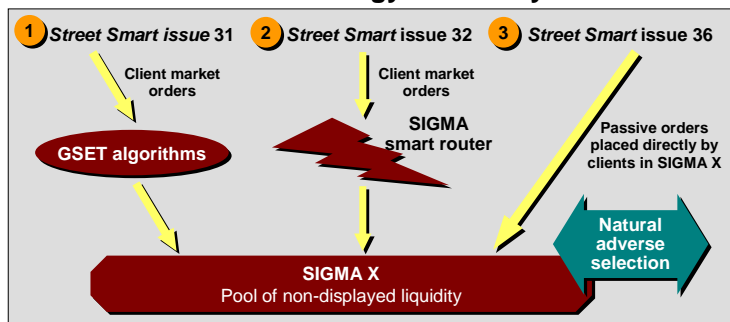 1 Street Smart issue 31
2 Street Smart issue 32
3 Street Smart issue 36
Client market
orders
GSET algorithms
Client market
orders
SIGMA
smart router
Passive orders
placed directly by
clients in SIGMA X
Natural
adverse
selection
SIGMA X
Pool of non-displayed liquidity